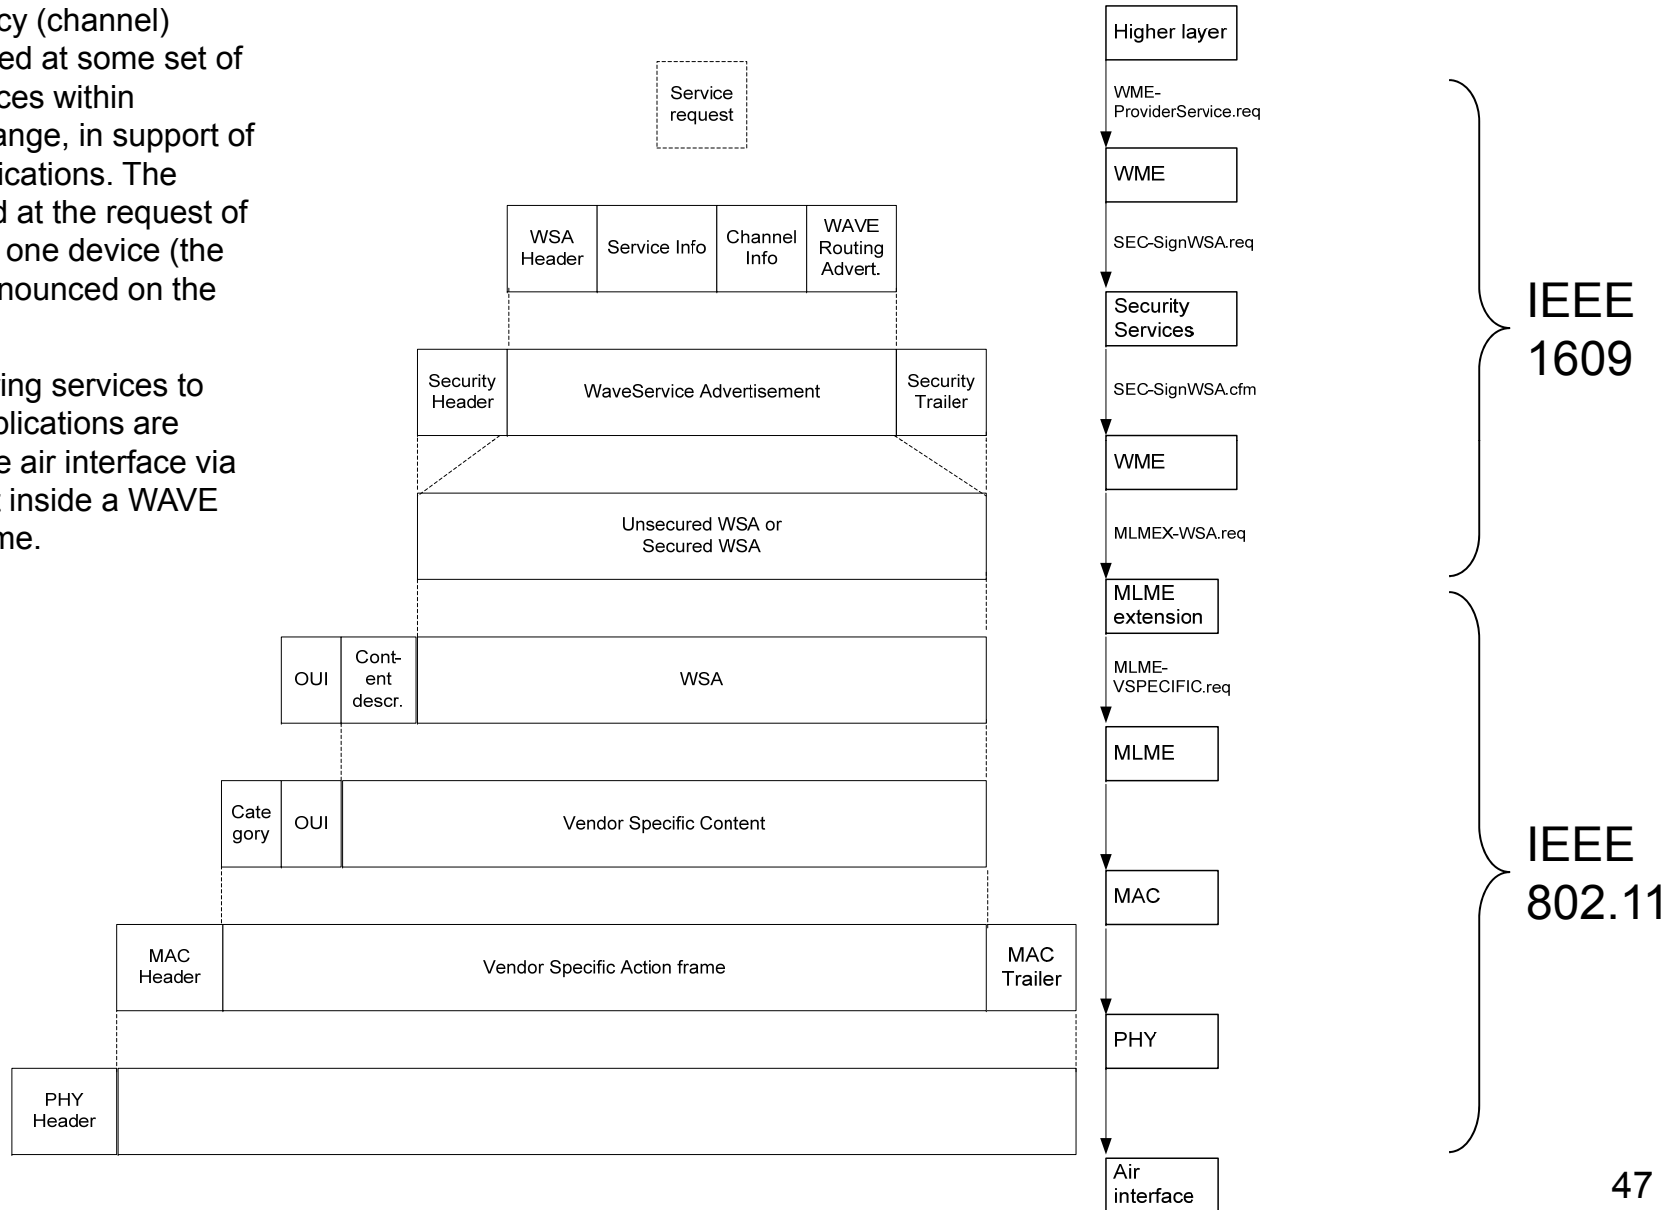 cy (channel)
ed at some set of
ces within
ange, in support of
ications. The
d at the request of
one device (the
nounced on the
ing services to
plications are
e air interface via
t inside a WAVE
me.
Service
request
WSA
Header
Service Info
Channel
Info
WAVE
Routing
Advert.
Security
Header
WaveService Advertisement
Security
Trailer
Unsecured WSA or
Secured WSA
OUI
Cont-
ent
descr.
WSA
Cate
gory
OUI
Vendor Specific Content
MAC
Header
Vendor Specific Action frame
MAC
Trailer
PHY
Header
Higher layer
WME-
ProviderService.req
WME
SEC-SignWSA.req
Security
Services
SEC-SignWSA.cfm
WME
MLMEX-WSA.req
MLME
extension
MLME-
VSPECIFIC.req
MLME
MAC
PHY
Air
interface
IEEE
1609
IEEE
802.11
47